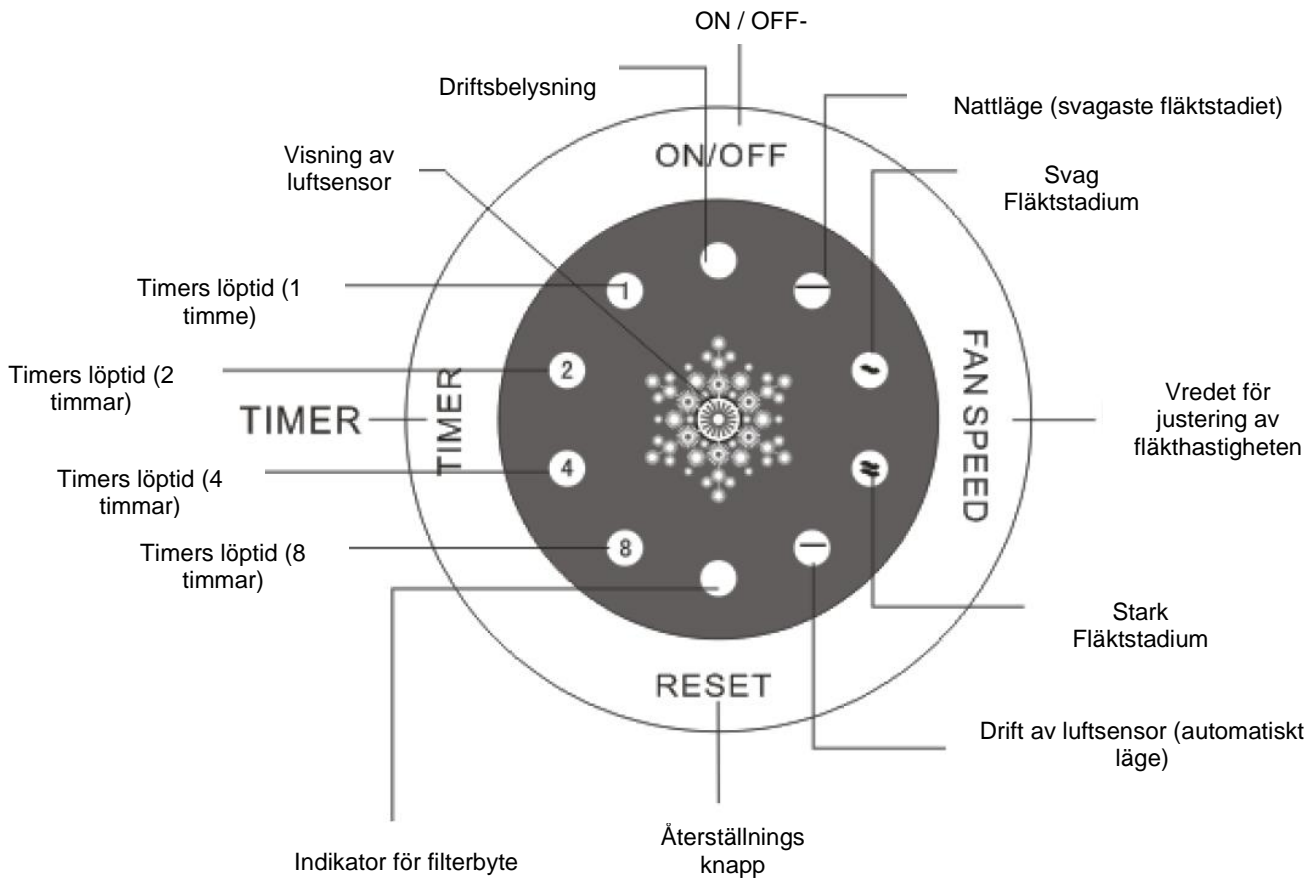 ON / OFF-
Driftsbelysning
Nattläge (svagaste fläktstadiet)
Visning av
luftsensor
ON/OFF
Svag
Fläktstadium
Timers löptid (1
timme)
1
Timers löptid (2
timmar)
2
TIMER
TIMER
FAN SPEED
Vredet för
justering av
fläkthastigheten
Timers löptid (4
timmar)
4
Timers löptid (8
timmar)
8
Stark
Fläktstadium
RESET
Drift av luftsensor (automatiskt
läge)
Indikator för filterbyte
Återställnings
knapp